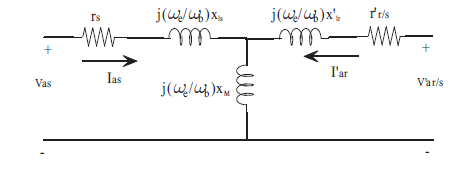 rs j(ωe/ωb)xls j(ωe/ωb)x'lr r'r/s
+ +
Ias I'ar
Vas j(ωe/ωb)xM V'ar/s
- -